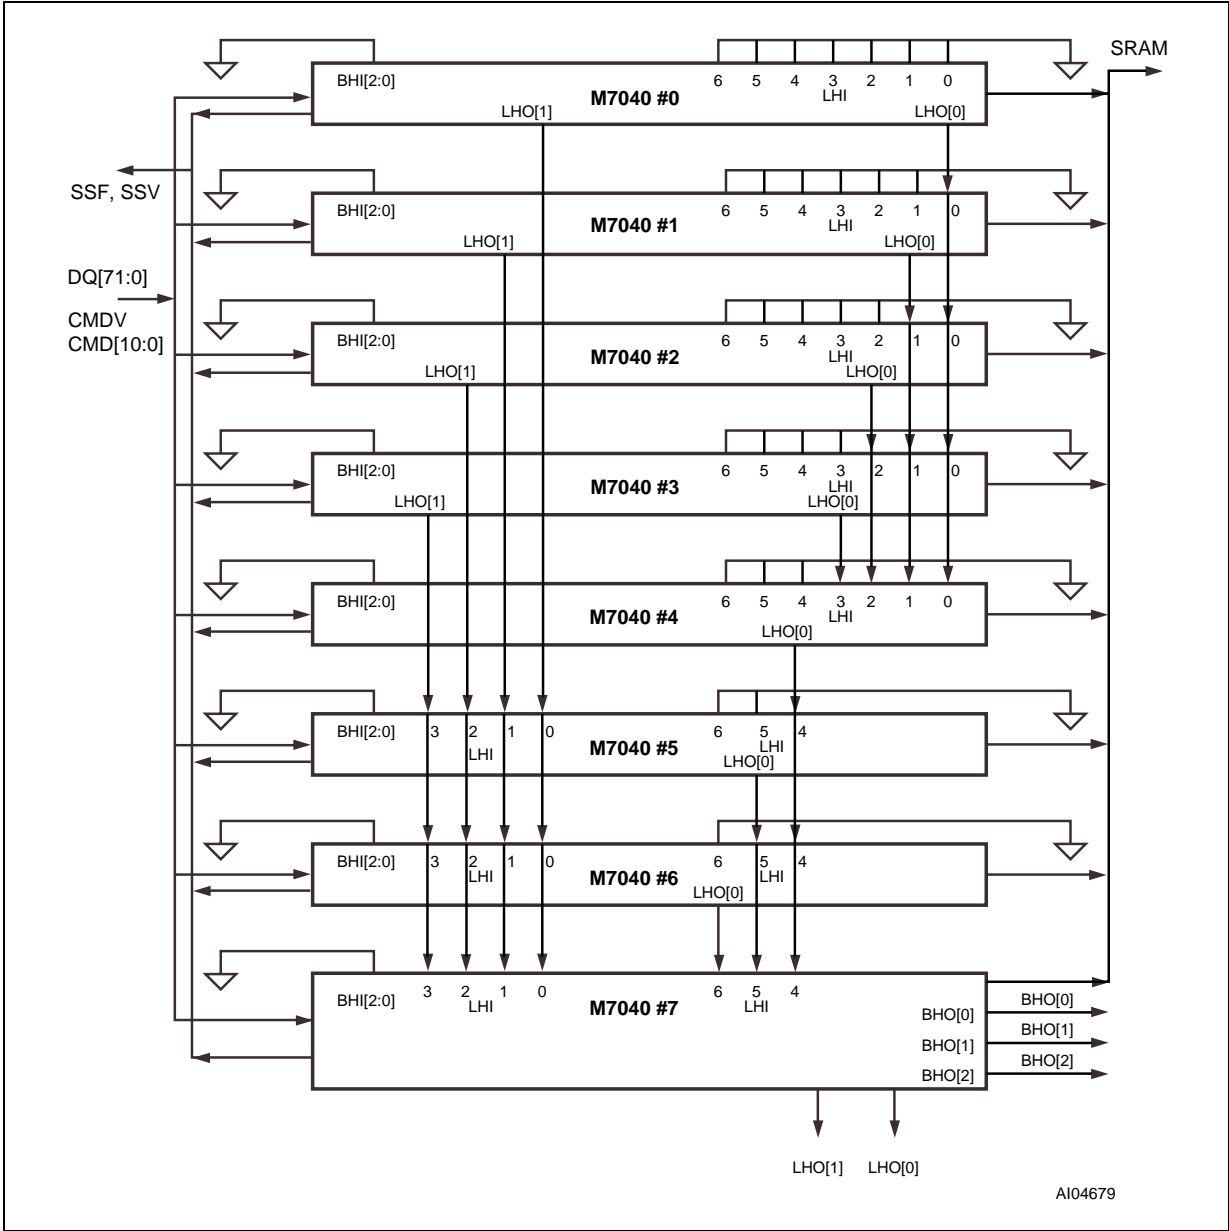 SRAM
BHI[2:0] 6 5 4 3 2 1 0
LHI
M7040 #0
LHO[1] LHO[0]
SSF, SSV
BHI[2:0] 6 5 4 3 2 1 0
LHI
M7040 #1
LHO[1] LHO[0]
DQ[71:0]
CMDV
CMD[10:0]
BHI[2:0] 6 5 4 3 2 1 0
LHI
M7040 #2
LHO[1] LHO[0]
BHI[2:0] 6 5 4 3 2 1 0
LHI
M7040 #3
LHO[1] LHO[0]
BHI[2:0] 6 5 4 3 2 1 0
LHI
M7040 #4
LHO[0]
BHI[2:0] 3 2 1 0 6 5 4
LHI M7040 #5 LHI
LHO[0]
BHI[2:0] 3 2 1 0 6 5 4
LHI M7040 #6 LHI
LHO[0]
BHI[2:0] 3 2 1 0 6 5 4
LHI M7040 #7 LHI
BHO[0] BHO[0]
BHO[1] BHO[1]
BHO[2] BHO[2]
LHO[1] LHO[0]
AI04679